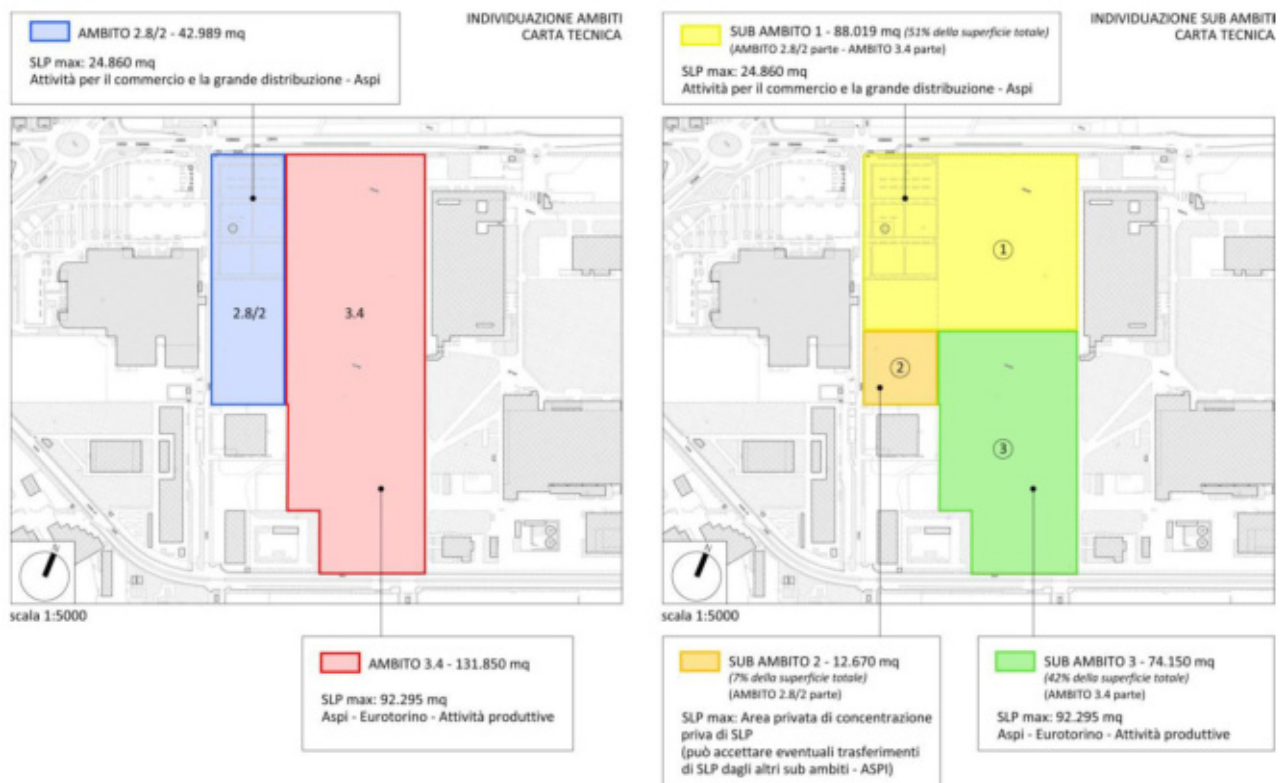 INDIVIDUAZIONE AMBITI
CARTA TECNICA
AMBITO 2.8/2 - 42.989 mq
SLP max: 24.860 mq
Attività per il commercio e la grande distribuzione - Aspi
2.8/2
3.4
N
scala 1:5000
AMBITO 3.4 - 131.850 mq
SLP max: 92.295 mq
Aspi - Eurotorino - Attività produttive
INDIVIDUAZIONE SUB AMBITI
CARTA TECNICA
SUB AMBITO 1 - 88.019 mq (51% della superficie totale)
(AMBITO 2.8/2 parte - AMBITO 3.4 parte)
SLP max: 24.860 mq
Attività per il commercio e la grande distribuzione - Aspi
1
2
3
N
scala 1:5000
SUB AMBITO 2 - 12.670 mq
(7% della superficie totale)
(AMBITO 2.8/2 parte)
SLP max: Area privata di concentrazione
priva di SLP
(può accettare eventuali trasferimenti
di SLP dagli altri sub ambiti - ASPI)
SUB AMBITO 3 - 74.150 mq
(42% della superficie totale)
(AMBITO 3.4 parte)
SLP max: 92.295 mq
Aspi - Eurotorino - Attività produttive